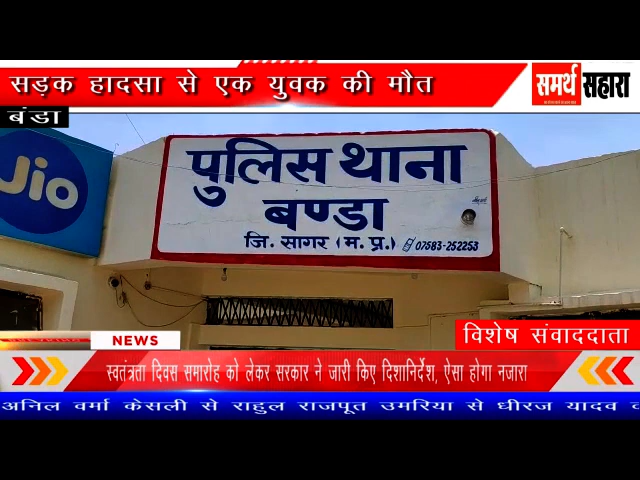 सड़क हादसा से एक युवक की मौत
समर्थ सहारा
बंडा
Jio
पुलिस थाना
बण्डा
जि. सागर (म. प्र.) 07583-252253
विशेष संवाददाता
NEWS
स्वतंत्रता दिवस समारोह को लेकर सरकार ने जारी किए दिशानिर्देश, ऐसा होगा नजारा
अनिल वर्मा केसली से राहुल राजपूत उमरिया से धीरज यादव